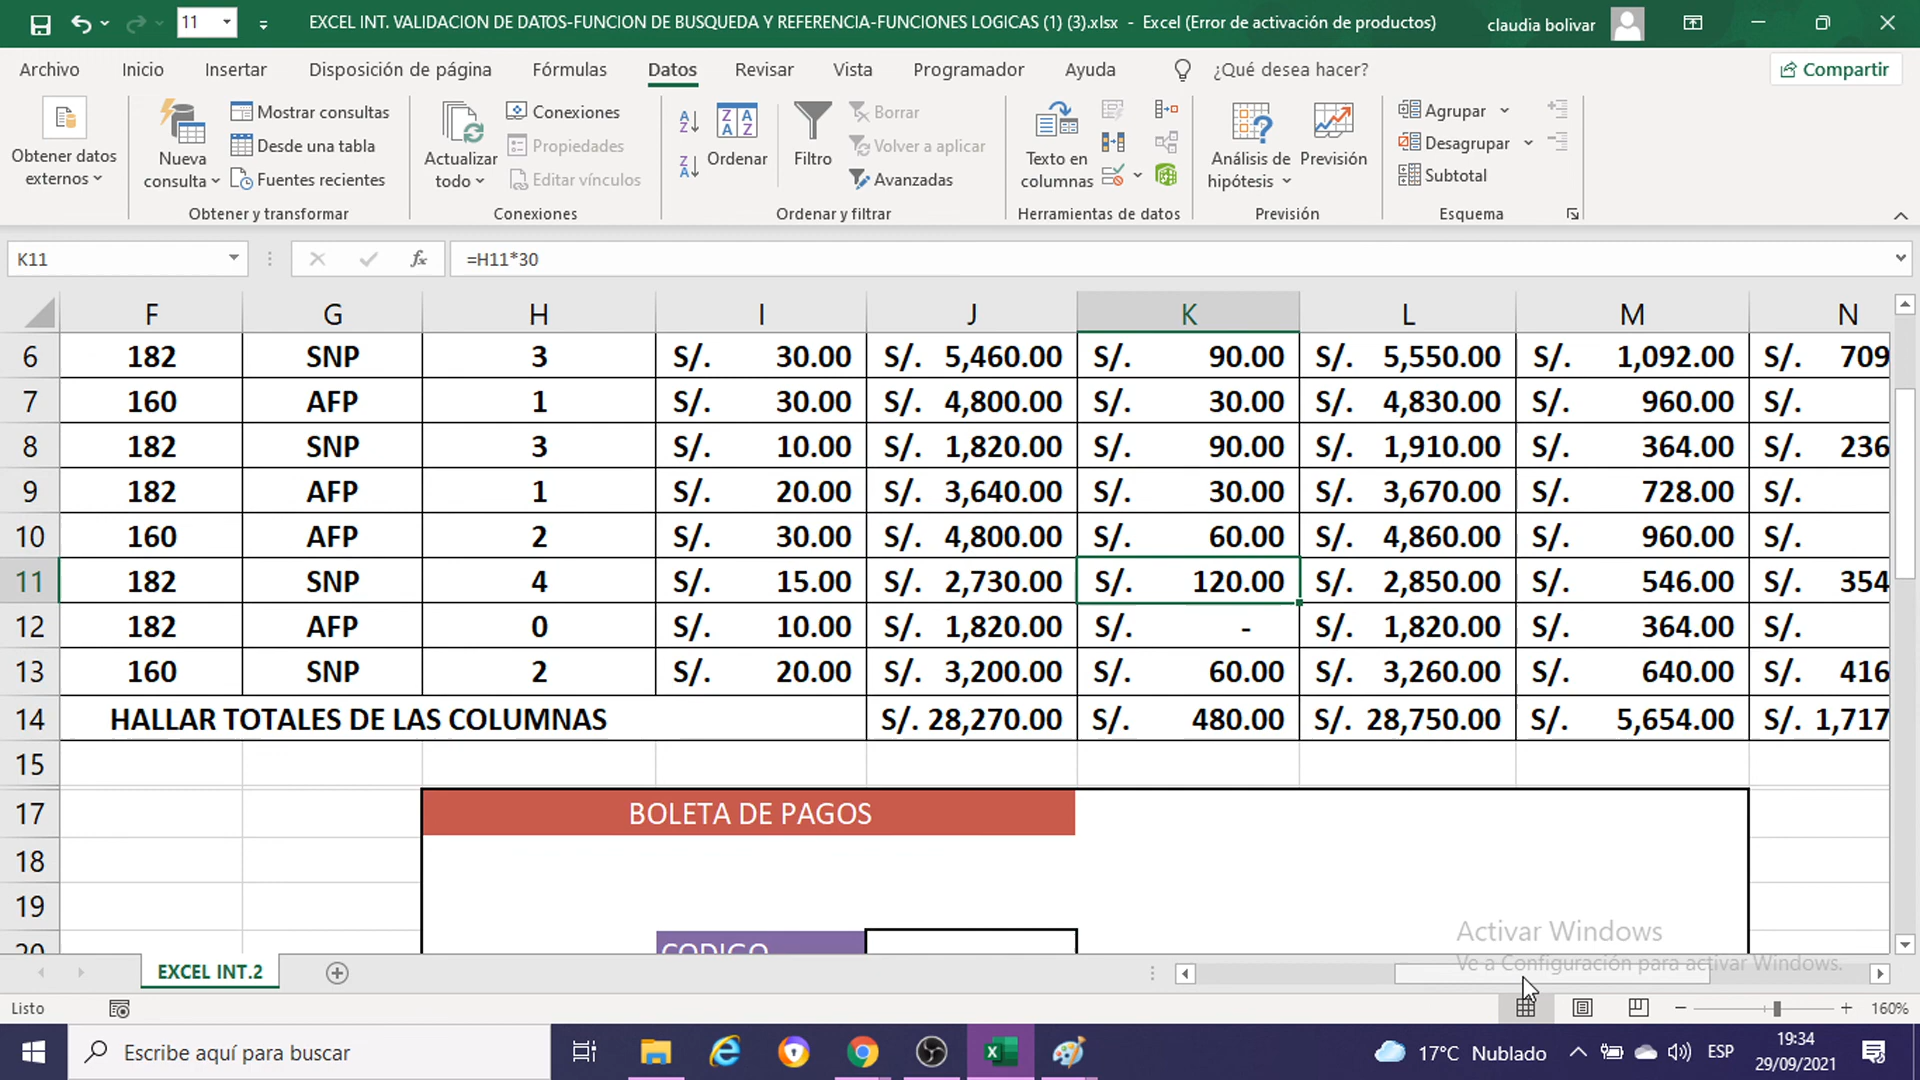 11
EXCEL INT. VALIDACION DE DATOS-FUNCION DE BUSQUEDA Y REFERENCIA-FUNCIONES LOGICAS (1) (3).xlsx - Excel (Error de activación de productos)
claudia bolivar
Archivo Inicio Insertar Disposición de página Fórmulas Datos Revisar Vista Programador Ayuda ¿Qué desea hacer? Compartir
Obtener datos externos
Nueva consulta
Mostrar consultas
Desde una tabla
Fuentes recientes
Obtener y transformar
Actualizar todo
Conexiones
Propiedades
Editar vínculos
Conexiones
Ordenar
Filtro
Borrar
Volver a aplicar
Avanzadas
Ordenar y filtrar
Texto en columnas
Herramientas de datos
Análisis de hipótesis
Previsión
Previsión
Agrupar
Desagrupar
Subtotal
Esquema
K11 fx =H11*30
F G H I J K L M N
6 182 SNP 3 S/. 30.00 S/. 5,460.00 S/. 90.00 S/. 5,550.00 S/. 1,092.00 S/. 709
7 160 AFP 1 S/. 30.00 S/. 4,800.00 S/. 30.00 S/. 4,830.00 S/. 960.00 S/.
8 182 SNP 3 S/. 10.00 S/. 1,820.00 S/. 90.00 S/. 1,910.00 S/. 364.00 S/. 236
9 182 AFP 1 S/. 20.00 S/. 3,640.00 S/. 30.00 S/. 3,670.00 S/. 728.00 S/.
10 160 AFP 2 S/. 30.00 S/. 4,800.00 S/. 60.00 S/. 4,860.00 S/. 960.00 S/.
11 182 SNP 4 S/. 15.00 S/. 2,730.00 S/. 120.00 S/. 2,850.00 S/. 546.00 S/. 354
12 182 AFP 0 S/. 10.00 S/. 1,820.00 S/. - S/. 1,820.00 S/. 364.00 S/.
13 160 SNP 2 S/. 20.00 S/. 3,200.00 S/. 60.00 S/. 3,260.00 S/. 640.00 S/. 416
14 HALLAR TOTALES DE LAS COLUMNAS S/. 28,270.00 S/. 480.00 S/. 28,750.00 S/. 5,654.00 S/. 1,717
15
17 BOLETA DE PAGOS
18
19
20 CODIGO
Activar Windows
Ve a Configuración para activar Windows.
EXCEL INT.2
Listo 160%
Escribe aquí para buscar
17°C Nublado ESP 19:34
29/09/2021